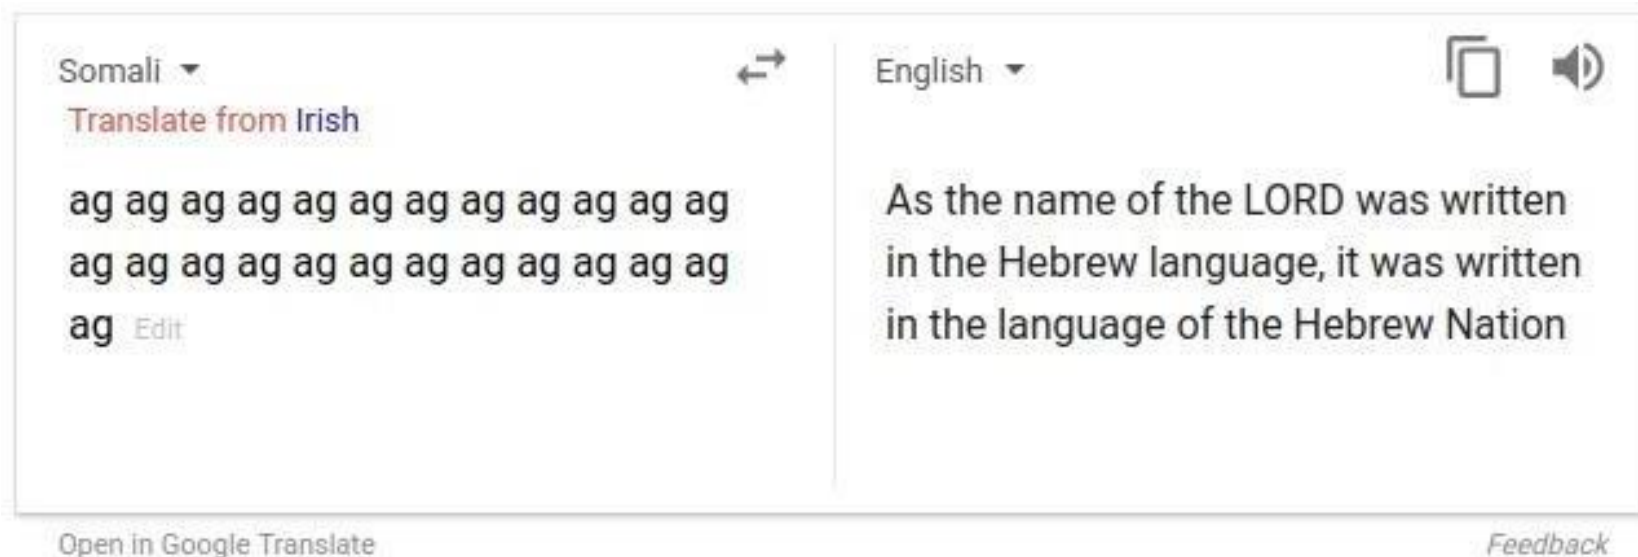 Somali
English
Translate from Irish
ag ag ag ag ag ag ag ag ag ag ag ag
ag ag ag ag ag ag ag ag ag ag ag ag
ag Edit
As the name of the LORD was written
in the Hebrew language, it was written
in the language of the Hebrew Nation
Open in Google Translate
Feedback